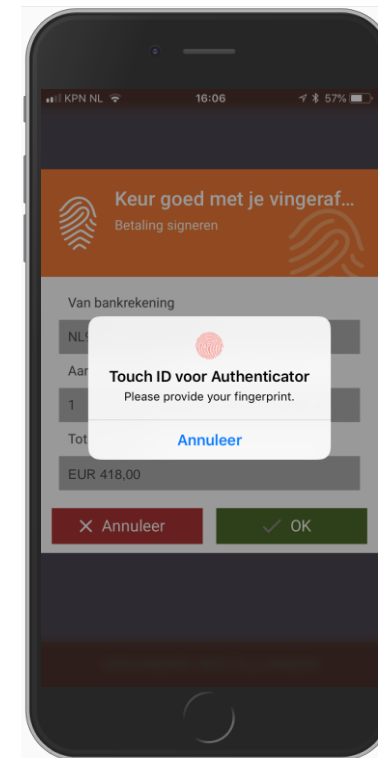 KPN NL 16:06 57%
Keur goed met je vingeraf...
Betaling signeren
Van bankrekening
Touch ID voor Authenticator
Please provide your fingerprint.
1
Annuleer
EUR 418,00
Annuleer OK